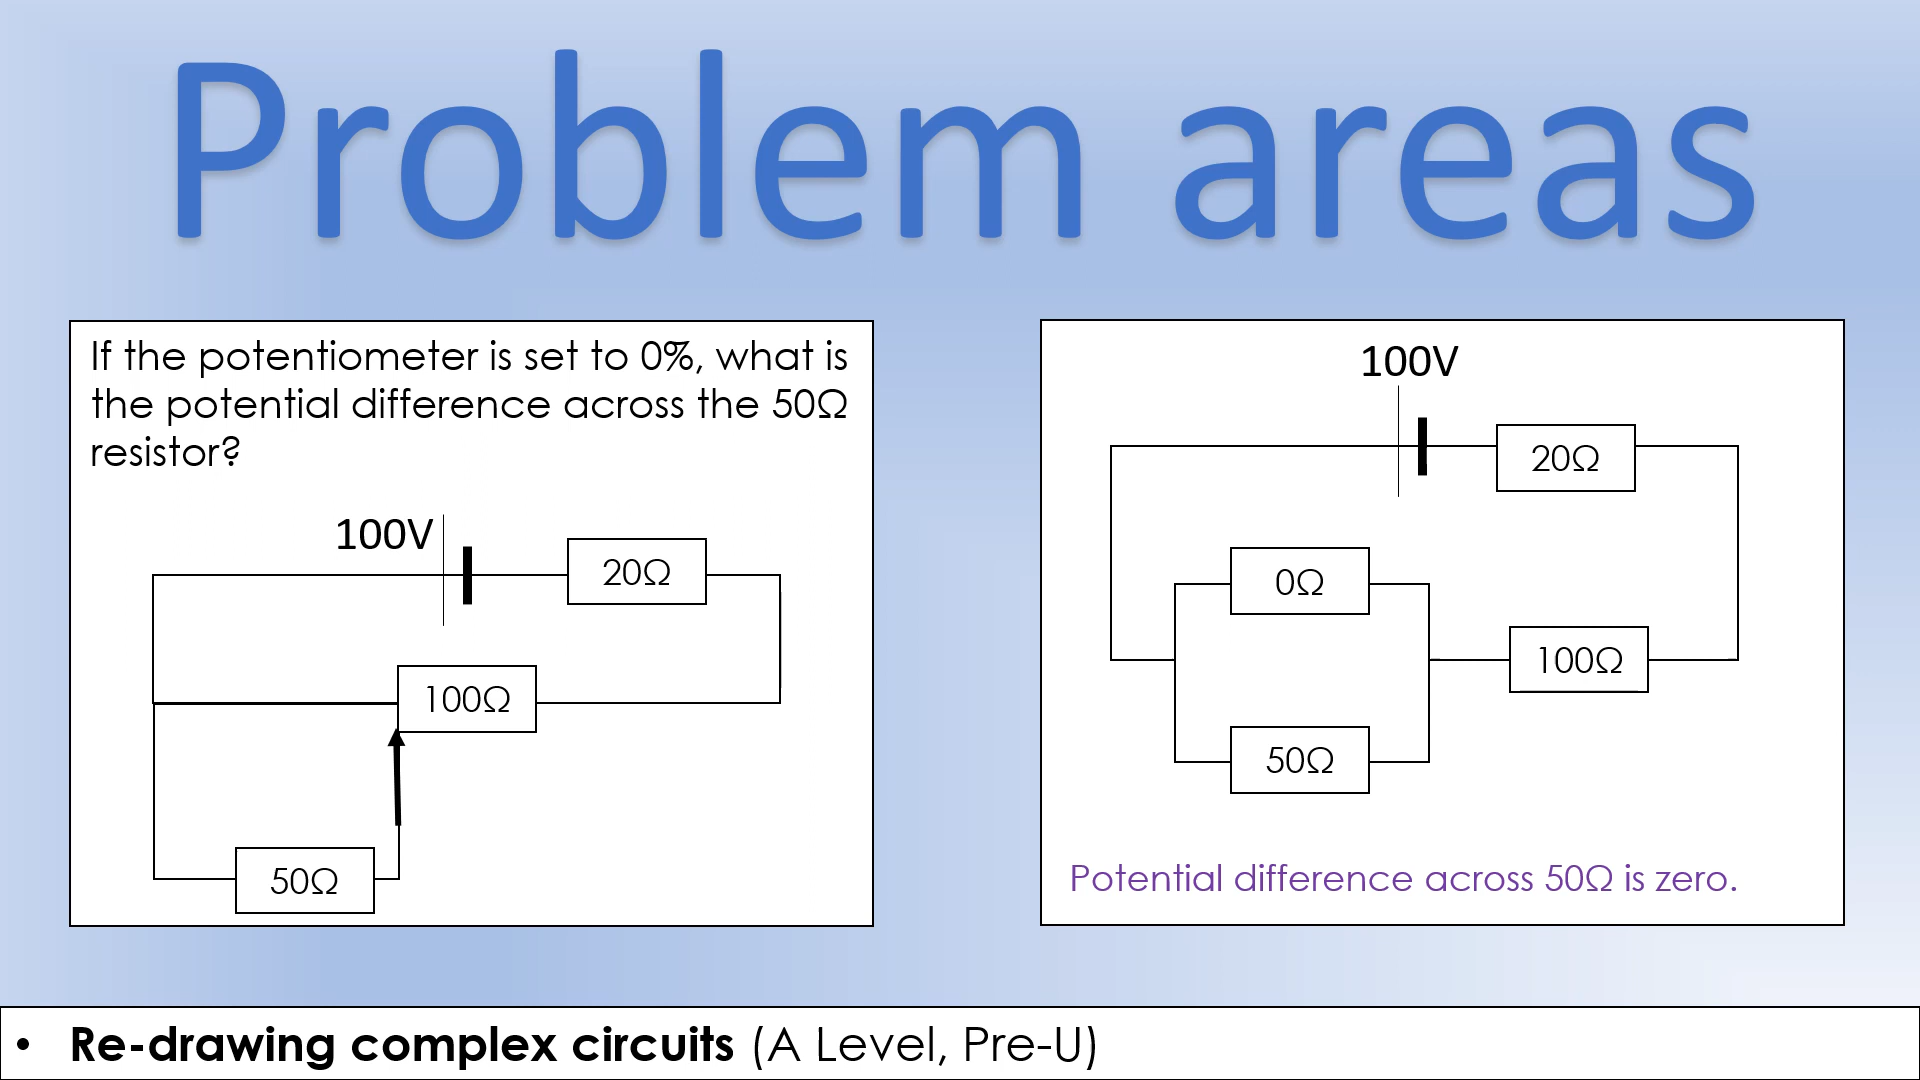 Problem areas
If the potentiometer is set to 0%, what is
the potential difference across the 50Ω
resistor?
100V
20Ω
100Ω
50Ω
100V
20Ω
0Ω
100Ω
50Ω
Potential difference across 50Ω is zero.
• Re-drawing complex circuits (A Level, Pre-U)